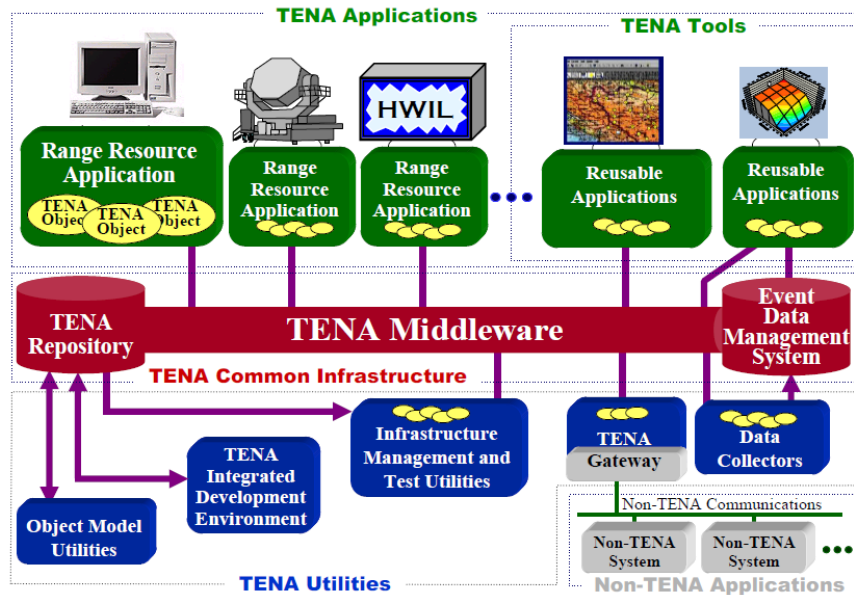 TENA Applications
TENA Tools
HWIL
Range Resource
Application
TENA
Object
TENA
Object
TENA
Object
Range
Resource
Application
Range
Resource
Application
Reusable
Applications
Reusable
Applications
TENA
Repository
TENA Middleware
Event
Data
Management
System
TENA Common Infrastructure
Infrastructure
Management and
Test Utilities
TENA
Gateway
Data
Collectors
TENA
Integrated
Development
Environment
Object Model
Utilities
Non-TENA Communications
Non-TENA
System
Non-TENA
System
TENA Utilities
Non-TENA Applications